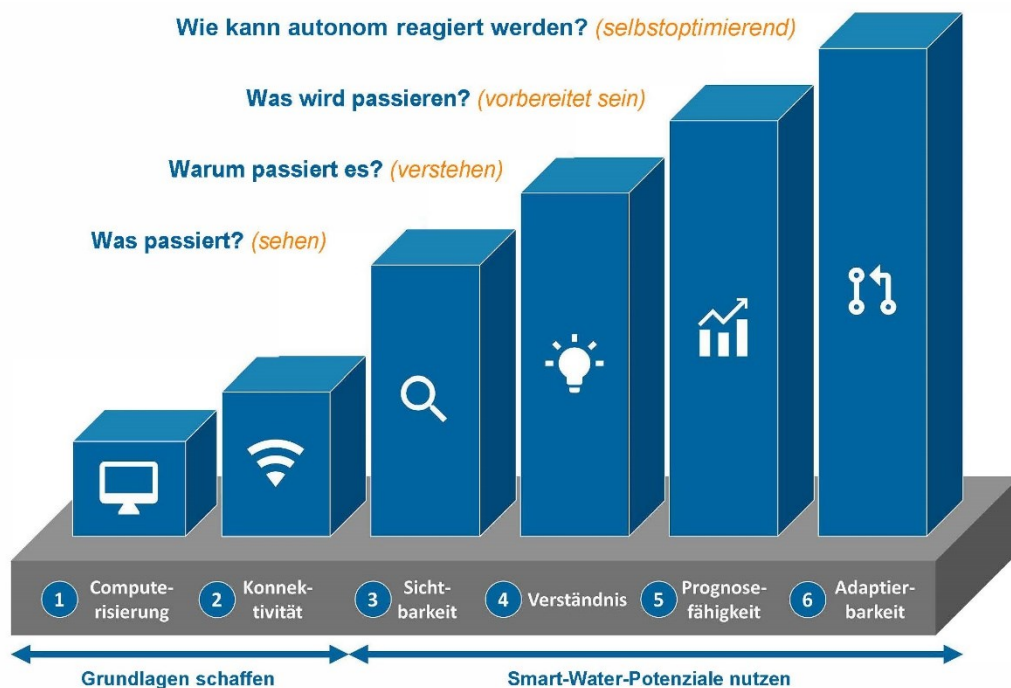 Wie kann autonom reagiert werden? (selbstoptimierend)
Was wird passieren? (vorbereitet sein)
Warum passiert es? (verstehen)
Was passiert? (sehen)
1 Compute-
risierung
2 Konnek-
tivität
3 Sicht-
barkeit
4 Verständnis
5 Prognose-
fähigkeit
6 Adaptier-
barkeit
Grundlagen schaffen
Smart-Water-Potenziale nutzen